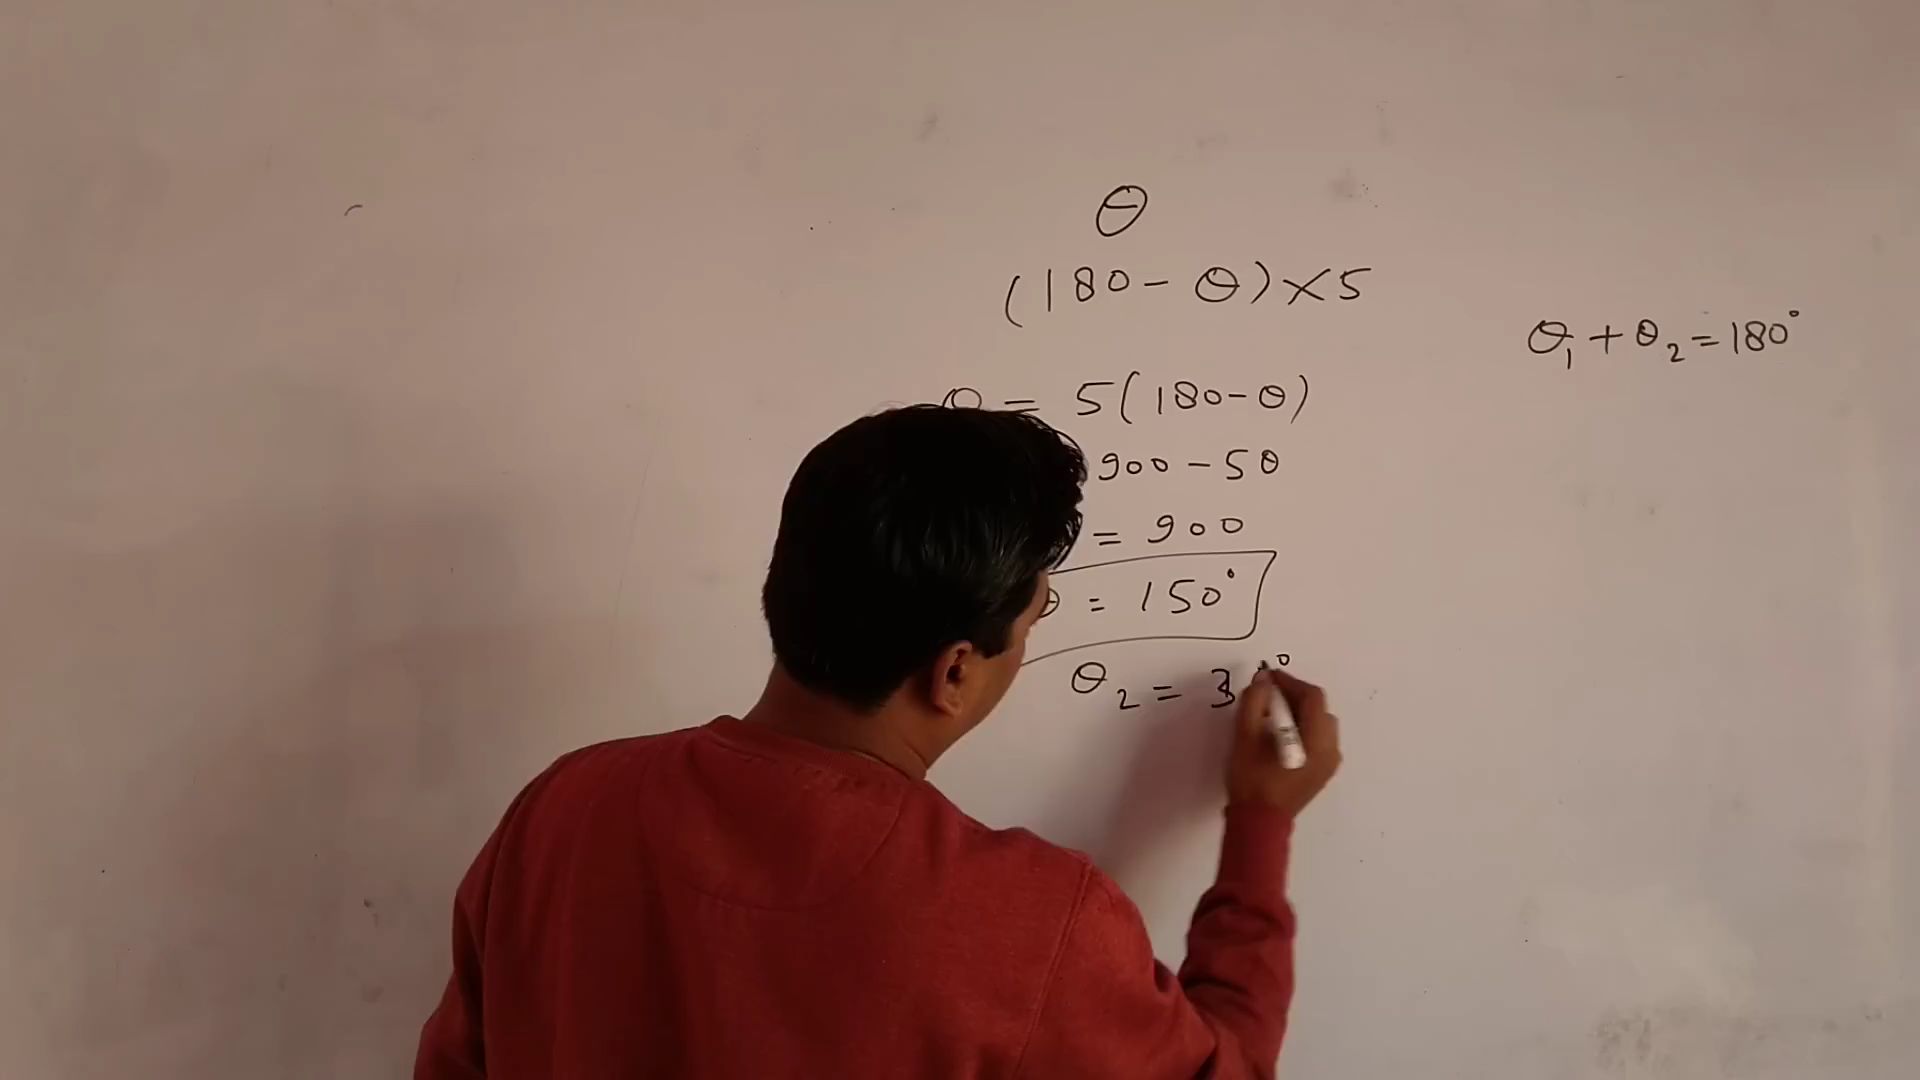 θ
(180 - θ) × 5
θ₁ + θ₂ = 180°
θ = 5(180 - θ)
900 - 5θ
= 900
θ = 150°
θ₂ = 3